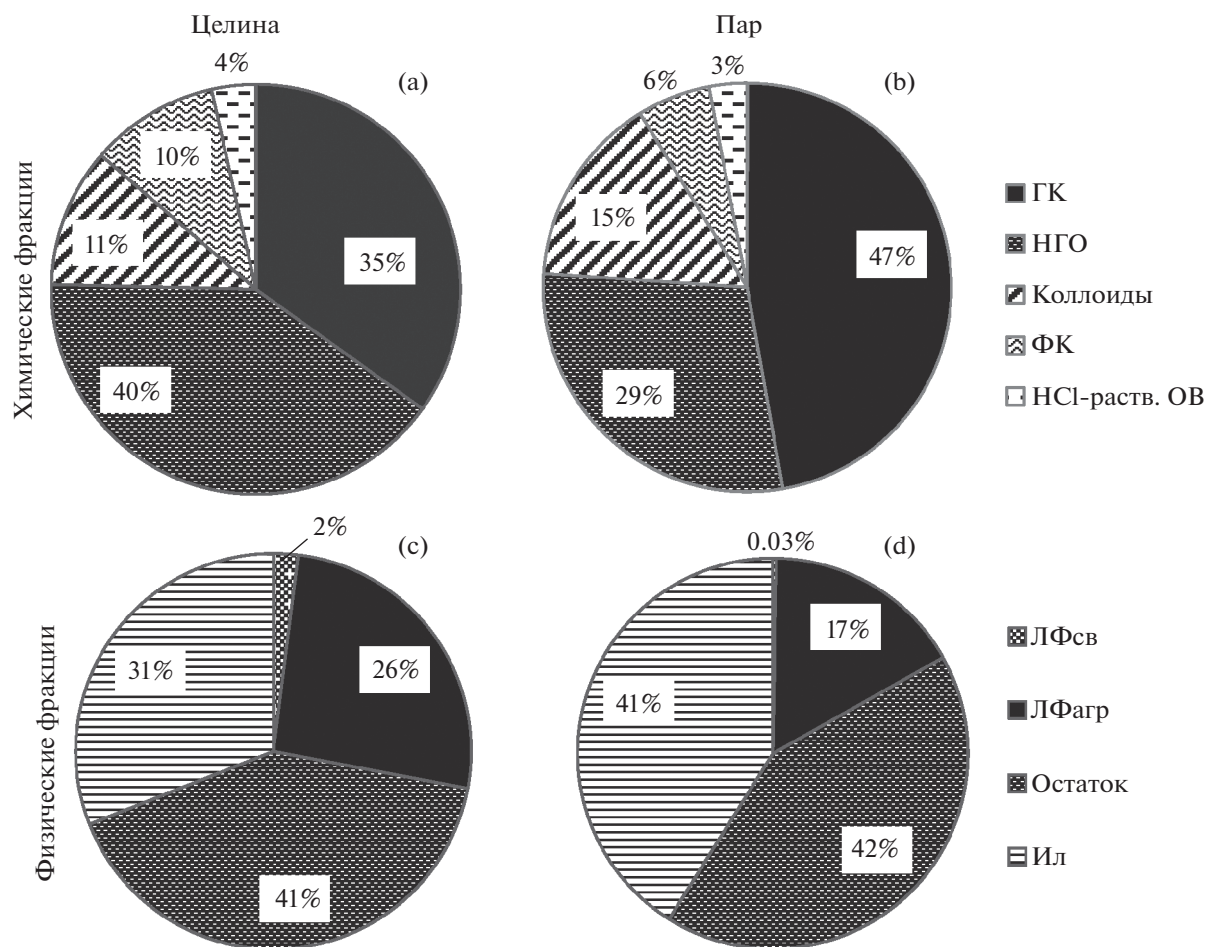 Целина
Пар
Химические фракции
(a)
4%
10%
11%
35%
40%
(b)
6%
3%
15%
47%
29%
ГК
НГО
Коллоиды
ФК
HCl-раств. ОВ
Физические фракции
(c)
2%
31%
26%
41%
(d)
0.03%
17%
41%
42%
ЛФсв
ЛФагр
Остаток
Ил